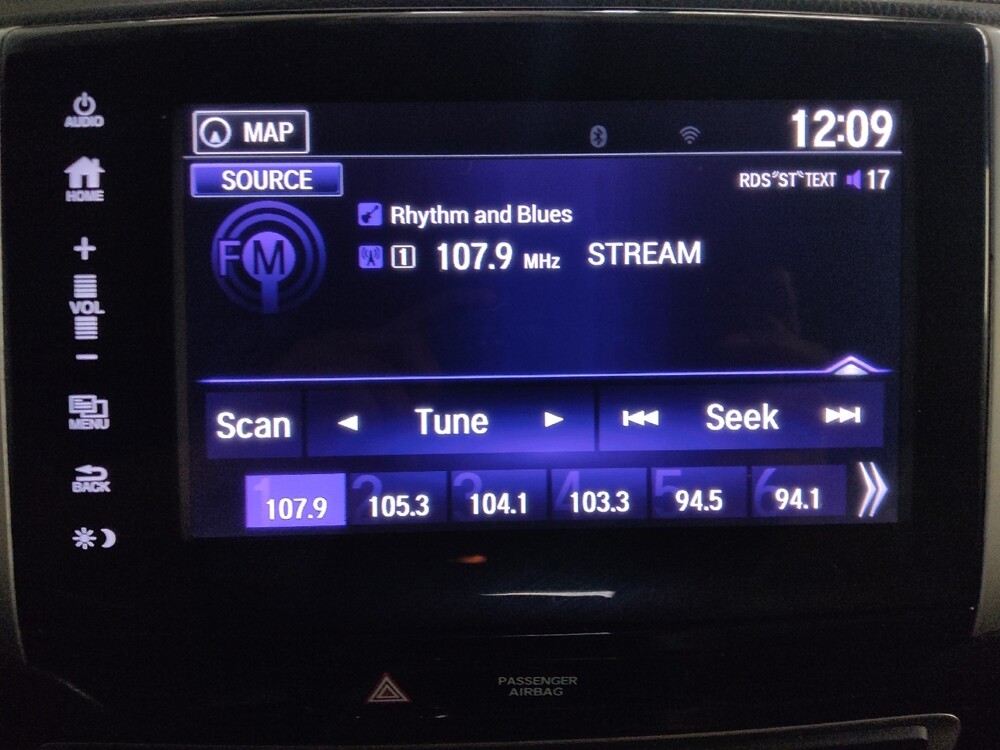 AUDIO
MAP
12:09
SOURCE
RDS "ST" TEXT 17
HOME
Rhythm and Blues
FM
1 107.9 MHz STREAM
+
VOL
−
Scan Tune Seek
MENU
BACK
1 107.9 2 105.3 3 104.1 4 103.3 5 94.5 6 94.1
PASSENGER
AIRBAG